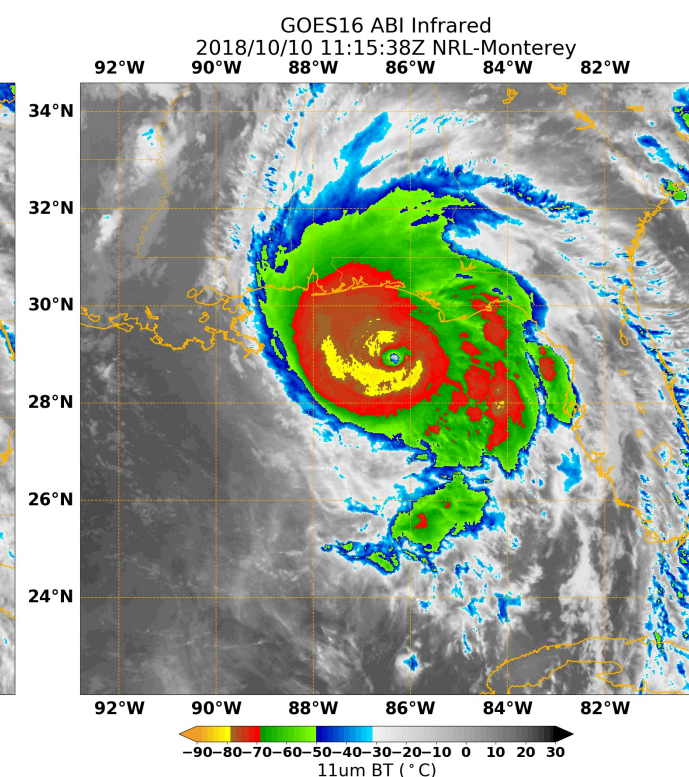 GOES16 ABI Infrared
2018/10/10 11:15:38Z NRL-Monterey
92°W 90°W 88°W 86°W 84°W 82°W
34°N
32°N
30°N
28°N
26°N
24°N
92°W 90°W 88°W 86°W 84°W 82°W
−90−80−70−60−50−40−30−20−10 0 10 20 30
11um BT (°C)